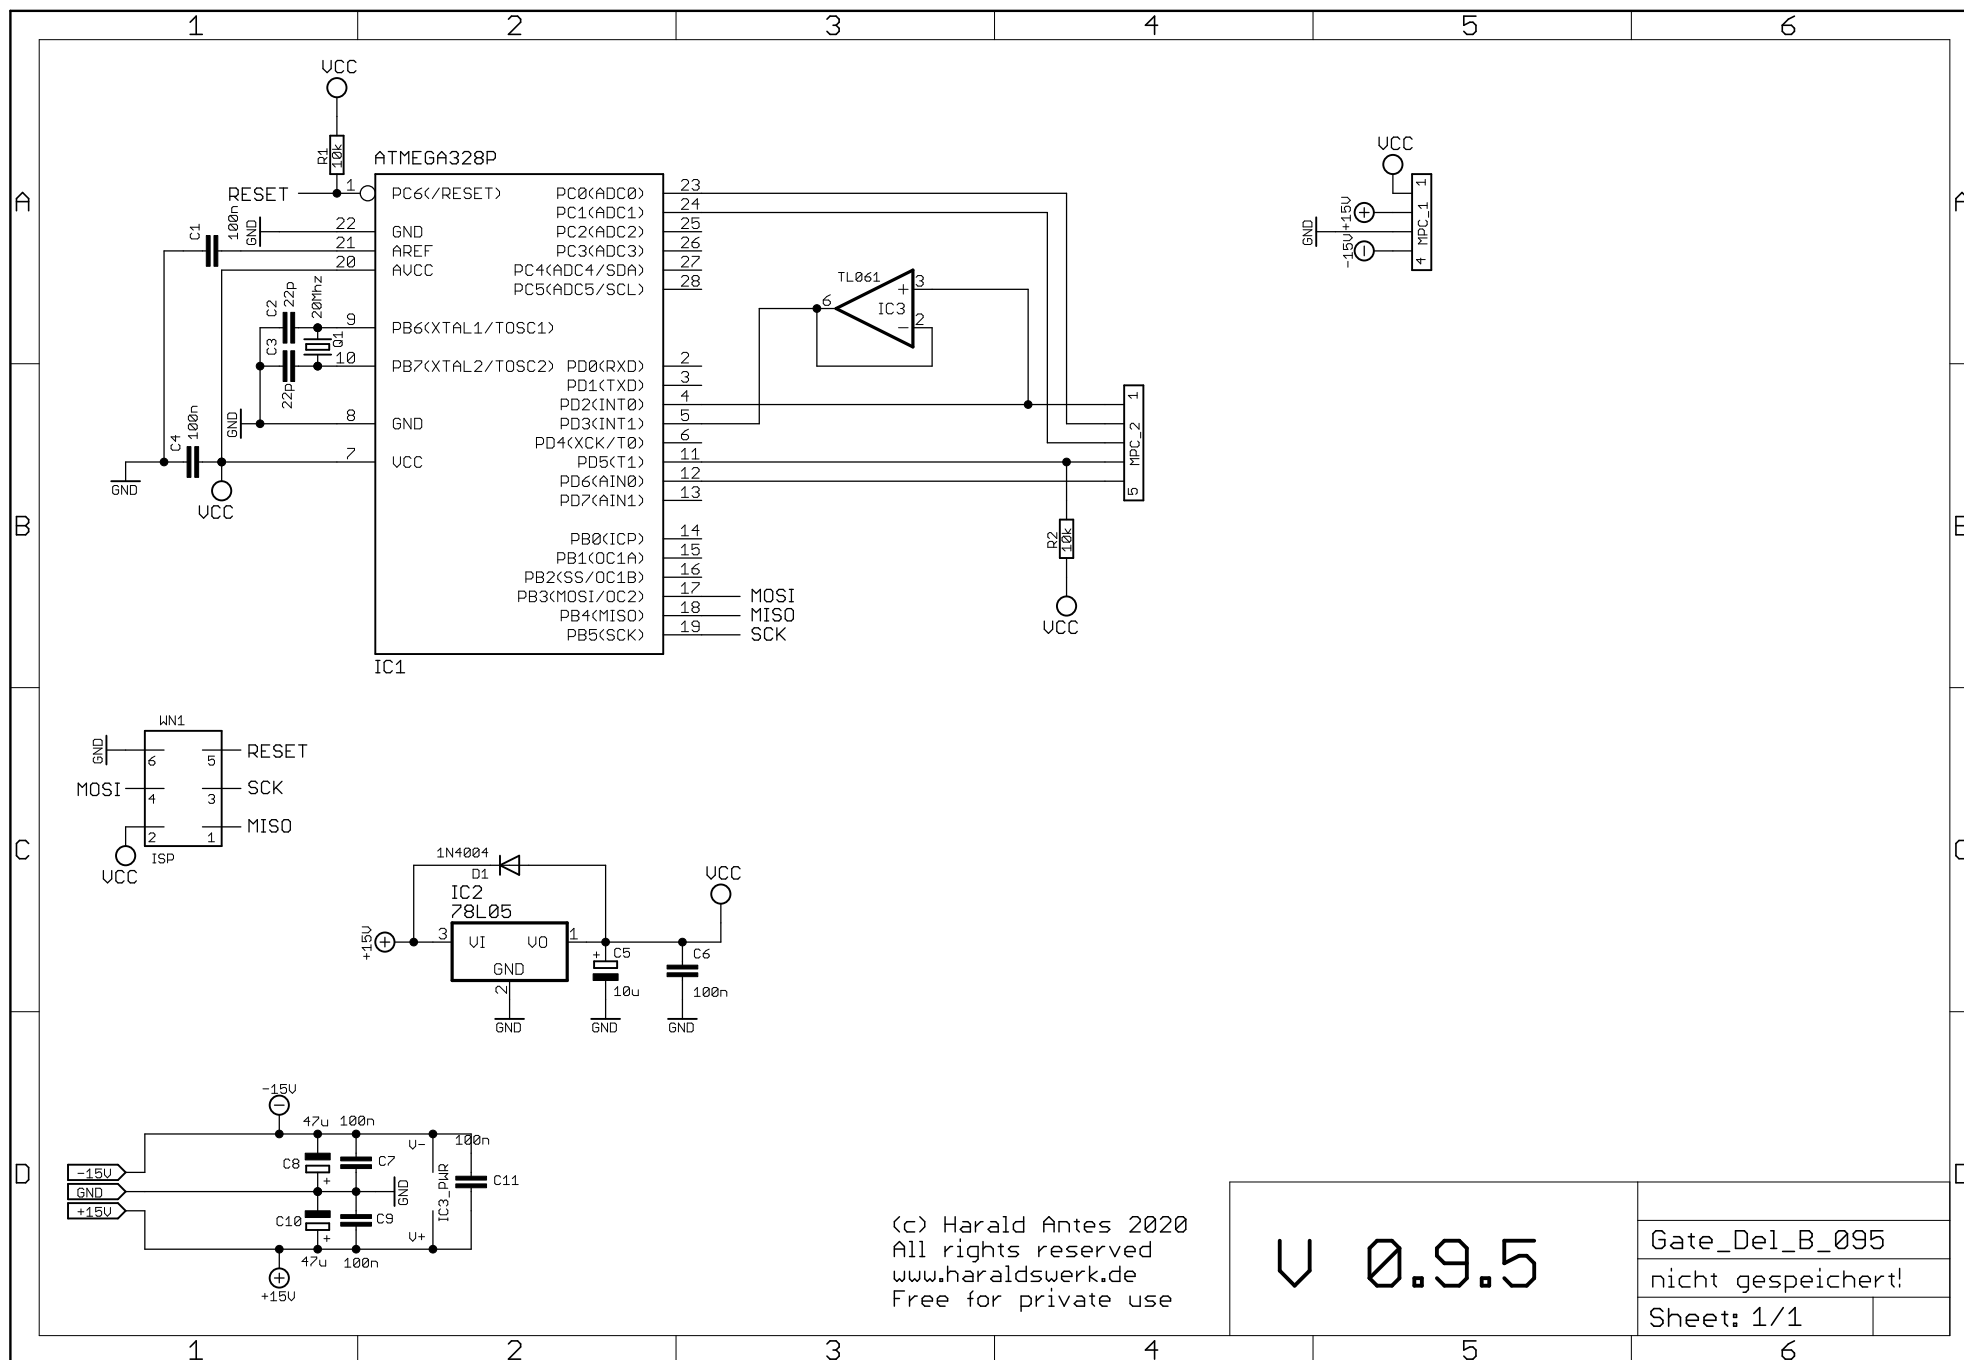 1 2 3 4 5 6
A
B
C
D
VCC
R1
10k
ATMEGA328P
RESET
1
PC6(/RESET)
C1
100n
GND
22
GND
21
AREF
20
AVCC
C2
22p
20Mhz
9
PB6(XTAL1/TOSC1)
C3
22p
Q1
10
PB7(XTAL2/TOSC2)
GND
8
GND
C4
100n
7
VCC
GND
VCC
PC0(ADC0) 23
PC1(ADC1) 24
PC2(ADC2) 25
PC3(ADC3) 26
PC4(ADC4/SDA) 27
PC5(ADC5/SCL) 28
PD0(RXD) 2
PD1(TXD) 3
PD2(INT0) 4
PD3(INT1) 5
PD4(XCK/T0) 6
PD5(T1) 11
PD6(AIN0) 12
PD7(AIN1) 13
PB0(ICP) 14
PB1(OC1A) 15
PB2(SS/OC1B) 16
PB3(MOSI/OC2) 17 MOSI
PB4(MISO) 18 MISO
PB5(SCK) 19 SCK
IC1
TL061
6
+ 3
IC3
- 2
1
MPC_2
5
R2
10k
VCC
VCC
+15V
GND
-15V
1
MPC_1
4
WN1
GND
6
5
RESET
MOSI
4
3
SCK
2
1
MISO
VCC
ISP
1N4004
D1
IC2
78L05
+15V
3
VI
VO
1
GND
2
GND
+
C5
10u
GND
C6
100n
GND
VCC
-15V
47u
100n
V-
100n
C8
+
C7
-15V
GND
+15V
GND
IC3_PWR
C11
C10
+
C9
V+
47u
100n
+15V
(c) Harald Antes 2020
All rights reserved
www.haraldswerk.de
Free for private use
V 0.9.5
Gate_Del_B_095
nicht gespeichert!
Sheet: 1/1
A
B
C
D
1 2 3 4 5 6